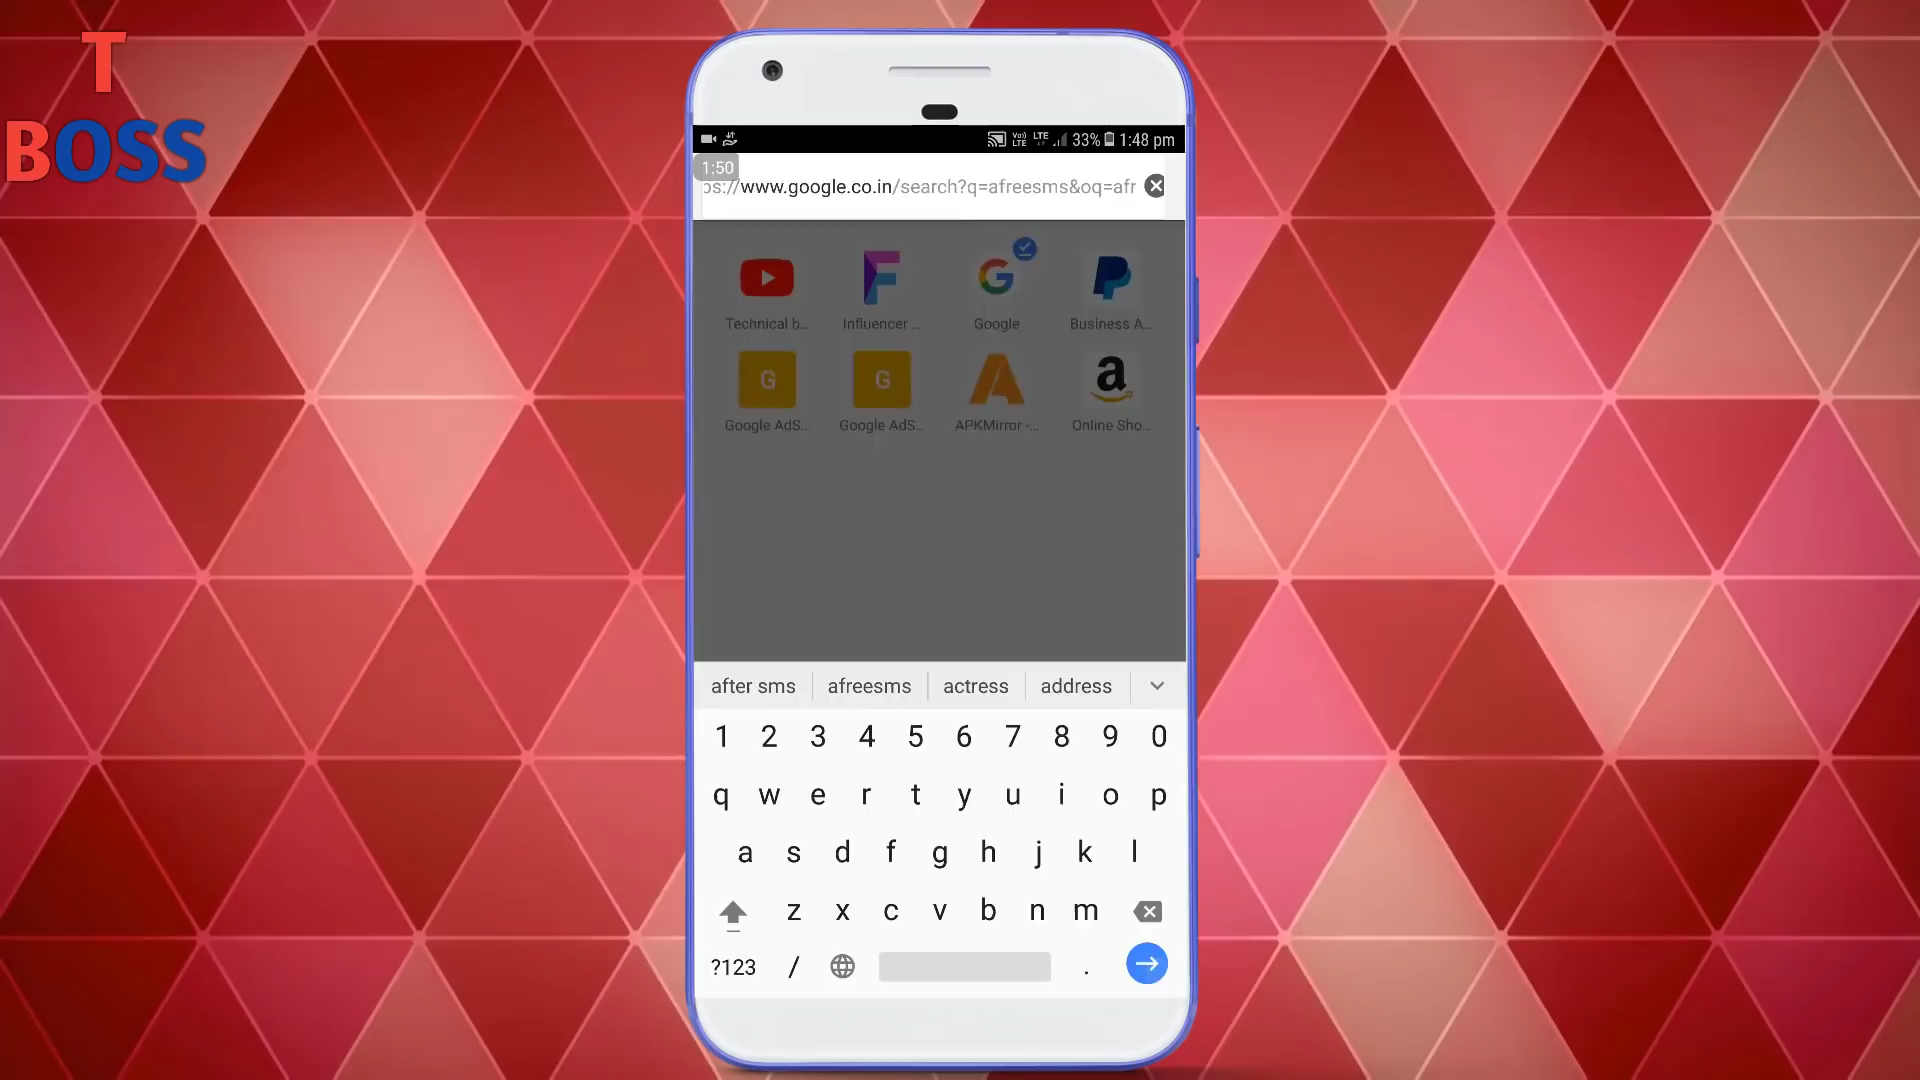 T
BOSS
33% 1:48 pm
1:50
ps://www.google.co.in/search?q=afreesms&oq=afr
Technical b...
Influencer ...
Google
Business A...
G
G
Google AdS...
Google AdS...
APKMirror -...
Online Sho...
after sms
afreesms
actress
address
1 2 3 4 5 6 7 8 9 0
q w e r t y u i o p
a s d f g h j k l
z x c v b n m
?123 / .